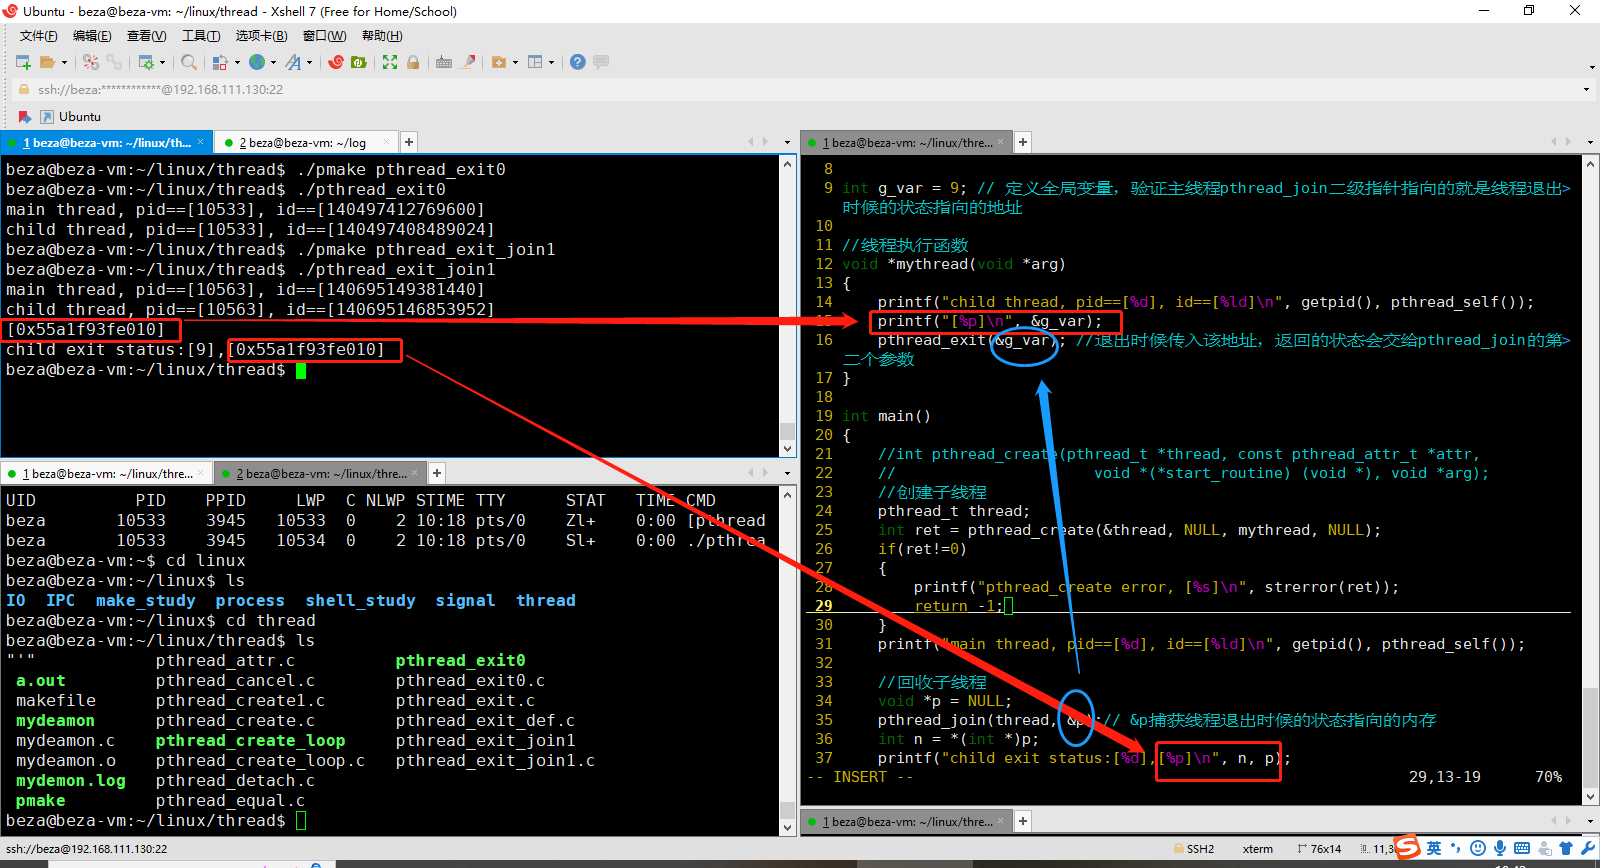 Ubuntu - beza@beza-vm: ~/linux/thread - Xshell 7 (Free for Home/School)
文件(F) 编辑(E) 查看(V) 工具(T) 选项卡(B) 窗口(W) 帮助(H)
ssh://beza:************@192.168.111.130:22
Ubuntu
1 beza@beza-vm: ~/linux/th...
2 beza@beza-vm: ~/log
beza@beza-vm:~/linux/thread$ ./pmake pthread_exit0
beza@beza-vm:~/linux/thread$ ./pthread_exit0
main thread, pid==[10533], id==[140497412769600]
child thread, pid==[10533], id==[140497408489024]
beza@beza-vm:~/linux/thread$ ./pmake pthread_exit_join1
beza@beza-vm:~/linux/thread$ ./pthread_exit_join1
main thread, pid==[10563], id==[140695149381440]
child thread, pid==[10563], id==[140695146853952]
[0x55a1f93fe010]
child exit status:[9],[0x55a1f93fe010]
beza@beza-vm:~/linux/thread$
1 beza@beza-vm: ~/linux/thre...
2 beza@beza-vm: ~/linux/thre...
UID PID PPID LWP C NLWP STIME TTY STAT TIME CMD
beza 10533 3945 10533 0 2 10:18 pts/0 Zl+ 0:00 [pthread
beza 10533 3945 10534 0 2 10:18 pts/0 Sl+ 0:00 ./pthrea
beza@beza-vm:~$ cd linux
beza@beza-vm:~/linux$ ls
IO IPC make_study process shell_study signal thread
beza@beza-vm:~/linux$ cd thread
beza@beza-vm:~/linux/thread$ ls
"'" pthread_attr.c pthread_exit0
a.out pthread_cancel.c pthread_exit0.c
makefile pthread_create1.c pthread_exit.c
mydeamon pthread_create.c pthread_exit_def.c
mydeamon.c pthread_create_loop pthread_exit_join1
mydeamon.o pthread_create_loop.c pthread_exit_join1.c
mydemon.log pthread_detach.c
pmake pthread_equal.c
beza@beza-vm:~/linux/thread$
1 beza@beza-vm: ~/linux/thre...
8
9 int g_var = 9; // 定义全局变量，验证主线程pthread_join二级指针指向的就是线程退出>
时候的状态指向的地址
10
11 //线程执行函数
12 void *mythread(void *arg)
13 {
14 printf("child thread, pid==[%d], id==[%ld]\n", getpid(), pthread_self());
15 printf("[%p]\n", &g_var);
16 pthread_exit(&g_var); //退出时候传入该地址，返回的状态会交给pthread_join的第>
二个参数
17 }
18
19 int main()
20 {
21 //int pthread_create(pthread_t *thread, const pthread_attr_t *attr,
22 // void *(*start_routine) (void *), void *arg);
23 //创建子线程
24 pthread_t thread;
25 int ret = pthread_create(&thread, NULL, mythread, NULL);
26 if(ret!=0)
27 {
28 printf("pthread_create error, [%s]\n", strerror(ret));
29 return -1;
30 }
31 printf("main thread, pid==[%d], id==[%ld]\n", getpid(), pthread_self());
32
33 //回收子线程
34 void *p = NULL;
35 pthread_join(thread, &p);// &p捕获线程退出时候的状态指向的内存
36 int n = *(int *)p;
37 printf("child exit status:[%d],[%p]\n", n, p);
-- INSERT -- 29,13-19 70%
1 beza@beza-vm: ~/linux/thre...
ssh://beza@192.168.111.130:22
SSH2 xterm 76x14 11,3
英